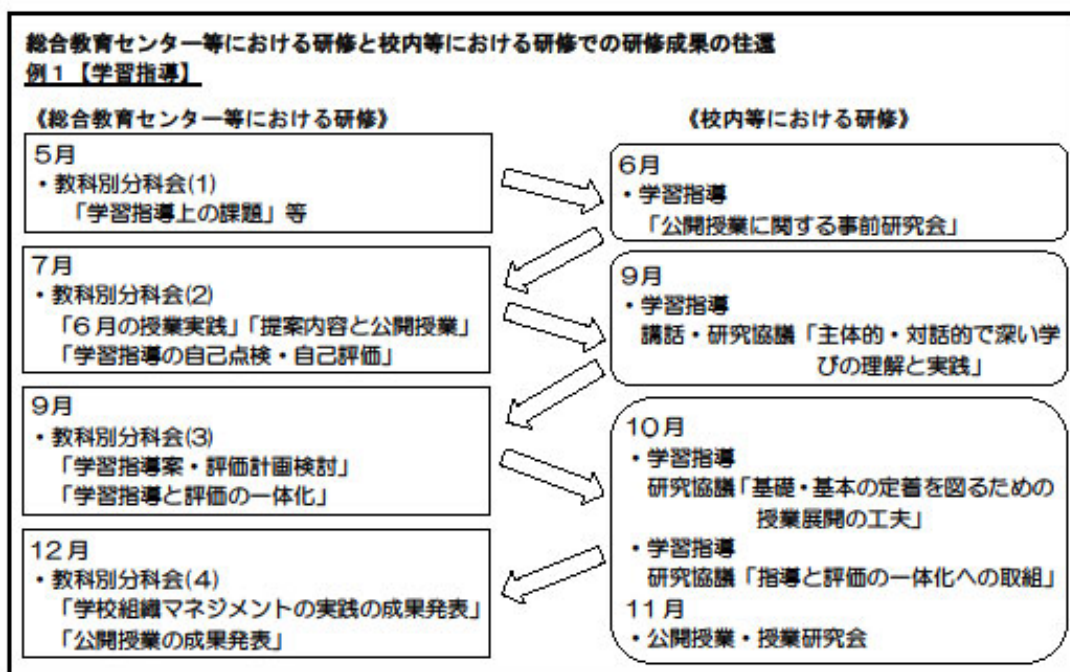 総合教育センター等における研修と校内等における研修での研修成果の往還
例1【学習指導】
《総合教育センター等における研修》
5月
・教科別分科会(1)
「学習指導上の課題」等
7月
・教科別分科会(2)
「6月の授業実践」「提案内容と公開授業」
「学習指導の自己点検・自己評価」
9月
・教科別分科会(3)
「学習指導案・評価計画検討」
「学習指導と評価の一体化」
12月
・教科別分科会(4)
「学校組織マネジメントの実践の成果発表」
「公開授業の成果発表」
《校内等における研修》
6月
・学習指導
「公開授業に関する事前研究会」
9月
・学習指導
講話・研究協議「主体的・対話的で深い学
びの理解と実践」
10月
・学習指導
研究協議「基礎・基本の定着を図るための
授業展開の工夫」
・学習指導
研究協議「指導と評価の一体化への取組」
11月
・公開授業・授業研究会